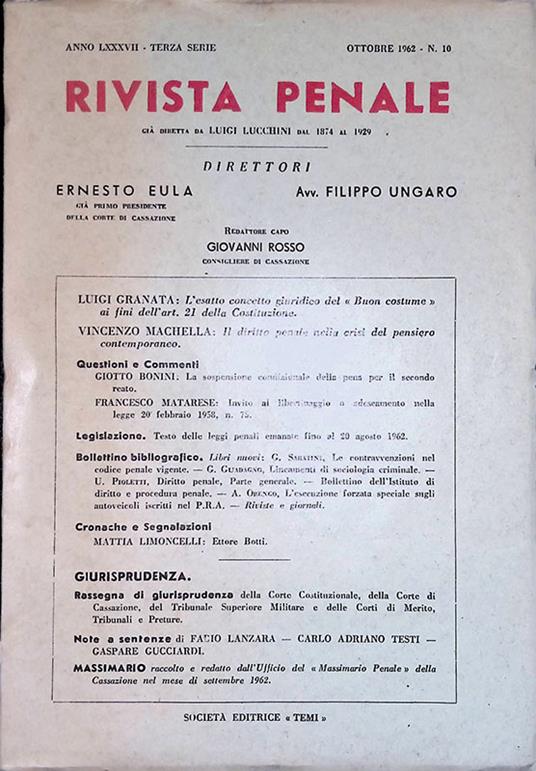 ANNO LXXXVII - TERZA SERIE OTTOBRE 1962 - N. 10
RIVISTA PENALE
GIÀ DIRETTA DA LUIGI LUCCHINI DAL 1874 AL 1929
DIRETTORI
ERNESTO EULA Avv. FILIPPO UNGARO
GIÀ PRIMO PRESIDENTE
DELLA CORTE DI CASSAZIONE
REDATTORE CAPO
GIOVANNI ROSSO
CONSIGLIERE DI CASSAZIONE
LUIGI GRANATA: L'esatto concetto giuridico del « Buon costume »
ai fini dell'art. 21 della Costituzione.
VINCENZO MACHELLA: Il diritto penale nella crisi del pensiero
contemporaneo.
Questioni e Commenti
GIOTTO BONINI: La sospensione condizionale della pena per il secondo
reato.
FRANCESCO MATARESE: Invito al libertinaggio o adescamento nella
legge 20 febbraio 1958, n. 75.
Legislazione. Testo delle leggi penali emanate fino al 20 agosto 1962.
Bollettino bibliografico. Libri nuovi: G. SABATINI, Le contravvenzioni nel
codice penale vigente. — G. GUADAGNO, Lineamenti di sociologia criminale. —
U. PIOLETTI, Diritto penale, Parte generale. — Bollettino dell'Istituto di
diritto e procedura penale. — A. ORENGO, L'esecuzione forzata speciale sugli
autoveicoli iscritti nel P.R.A. — Riviste e giornali.
Cronache e Segnalazioni
MATTIA LIMONCELLI: Ettore Botti.
GIURISPRUDENZA.
Rassegna di giurisprudenza della Corte Costituzionale, della Corte di
Cassazione, del Tribunale Superiore Militare e delle Corti di Merito,
Tribunali e Preture.
Note a sentenze di FABIO LANZARA — CARLO ADRIANO TESTI —
GASPARE GUCCIARDI.
MASSIMARIO raccolto e redatto dall'Ufficio del « Massimario Penale » della
Cassazione nel mese di settembre 1962.
SOCIETÀ EDITRICE « TEMI »